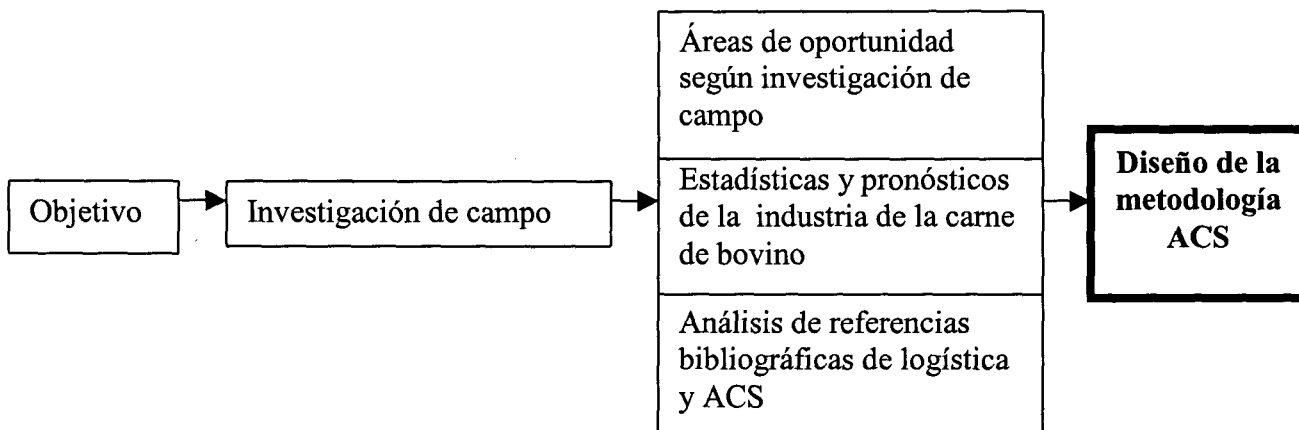 Objetivo
Investigación de campo
Áreas de oportunidad
según investigación de
campo
Estadísticas y pronósticos
de la industria de la carne
de bovino
Análisis de referencias
bibliográficas de logística
y ACS
Diseño de la
metodología
ACS